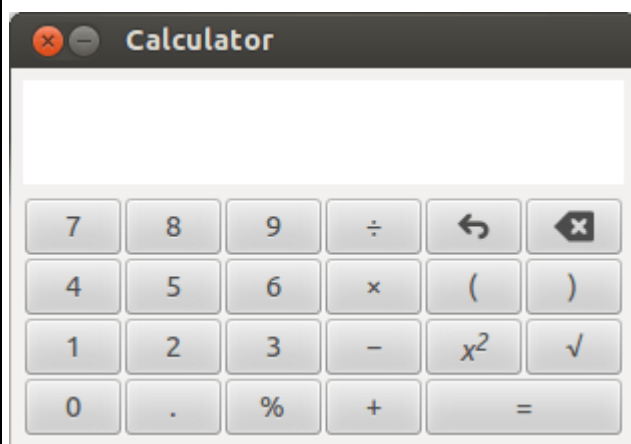 Calculator
7 8 9 ÷
4 5 6 × ( )
1 2 3 − x² √
0 . % + =